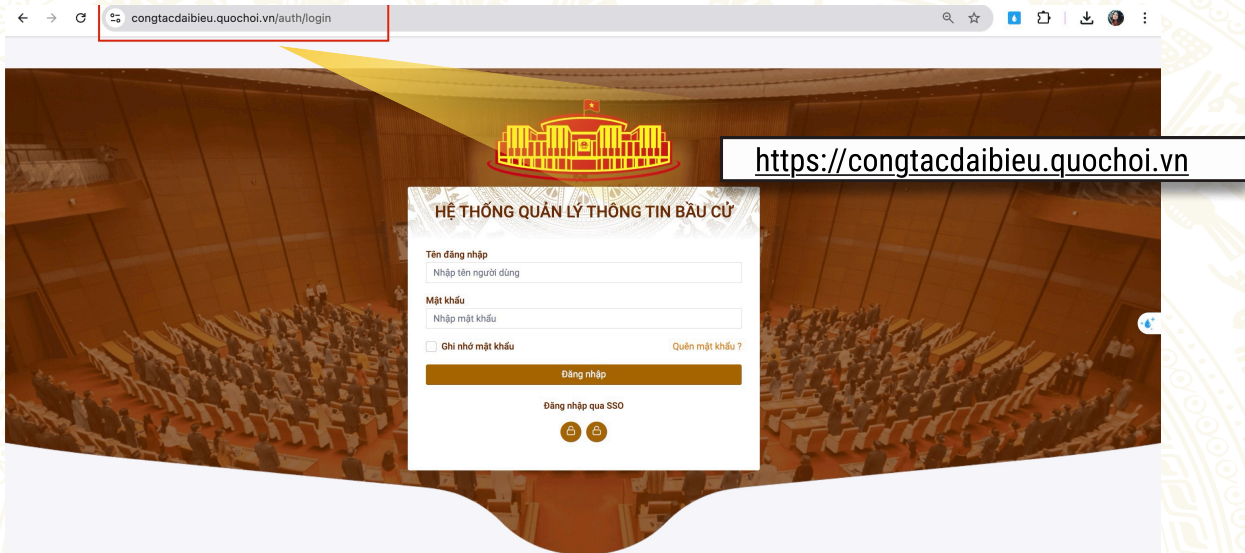 congtacdaibieu.quochoi.vn/auth/login
https://congtacdaibieu.quochoi.vn
HỆ THỐNG QUẢN LÝ THÔNG TIN BẦU CỬ
Tên đăng nhập
Nhập tên người dùng
Mật khẩu
Nhập mật khẩu
Ghi nhớ mật khẩu
Quên mật khẩu ?
Đăng nhập
Đăng nhập qua SSO